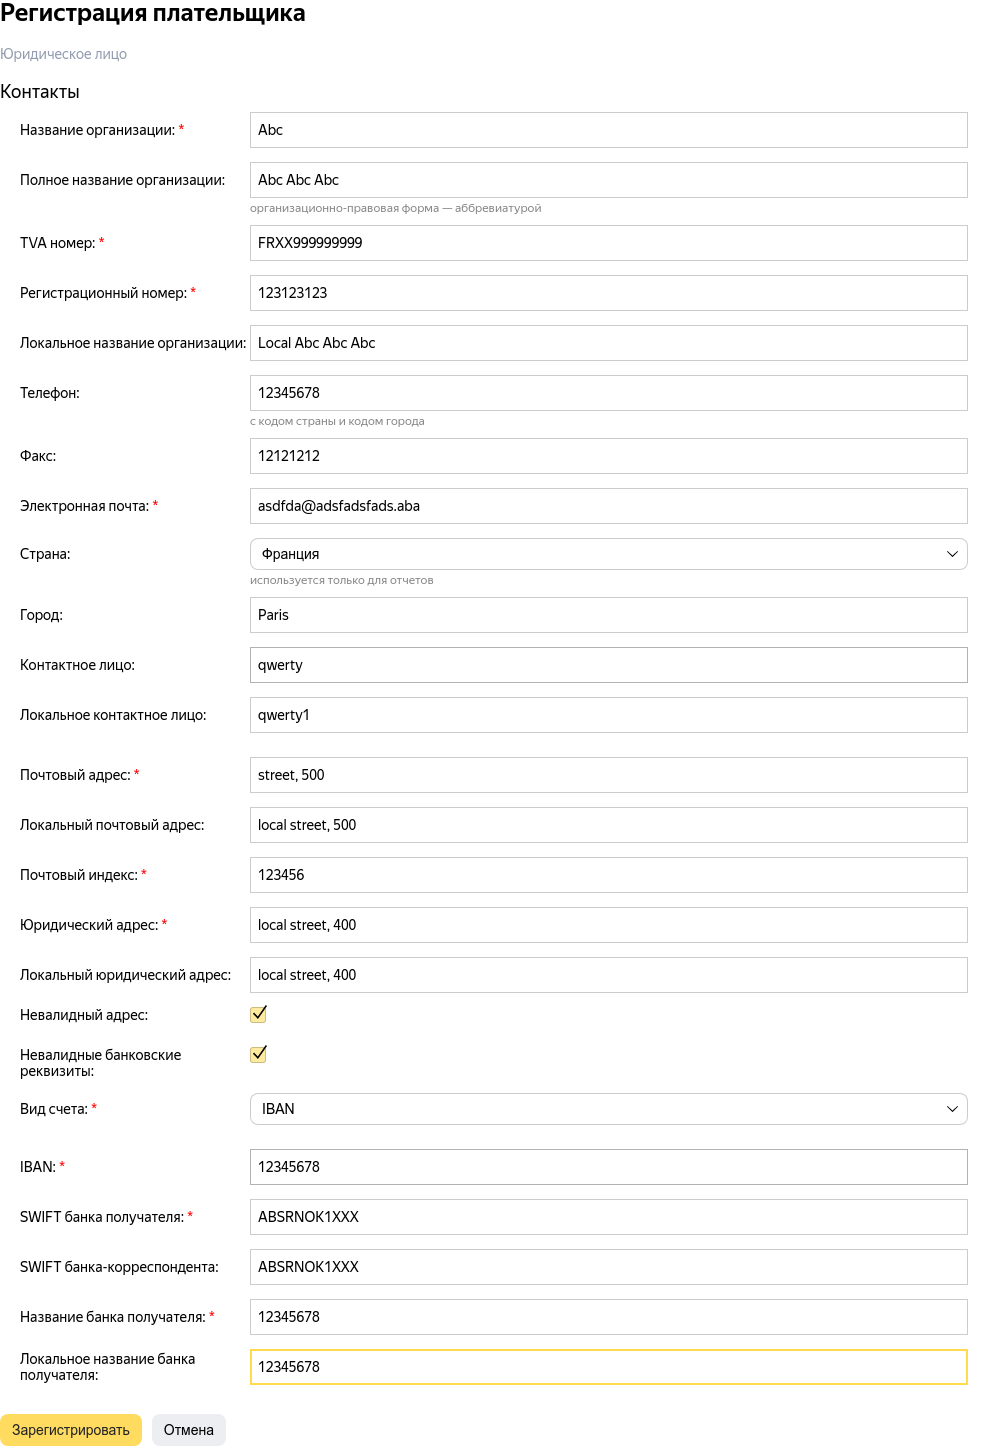 Регистрация плательщика
Юридическое лицо
Контакты
Название организации: * Abc
Полное название организации: Abc Abc Abc
организационно-правовая форма — аббревиатурой
TVA номер: * FRXX999999999
Регистрационный номер: * 123123123
Локальное название организации: Local Abc Abc Abc
Телефон: 12345678
с кодом страны и кодом города
Факс: 12121212
Электронная почта: * asdfda@adsfadsfads.aba
Страна: Франция
используется только для отчетов
Город: Paris
Контактное лицо: qwerty
Локальное контактное лицо: qwerty1
Почтовый адрес: * street, 500
Локальный почтовый адрес: local street, 500
Почтовый индекс: * 123456
Юридический адрес: * local street, 400
Локальный юридический адрес: local street, 400
Невалидный адрес:
Невалидные банковские
реквизиты:
Вид счета: * IBAN
IBAN: * 12345678
SWIFT банка получателя: * ABSRNOK1XXX
SWIFT банка-корреспондента: ABSRNOK1XXX
Название банка получателя: * 12345678
Локальное название банка
получателя: 12345678
Зарегистрировать Отмена